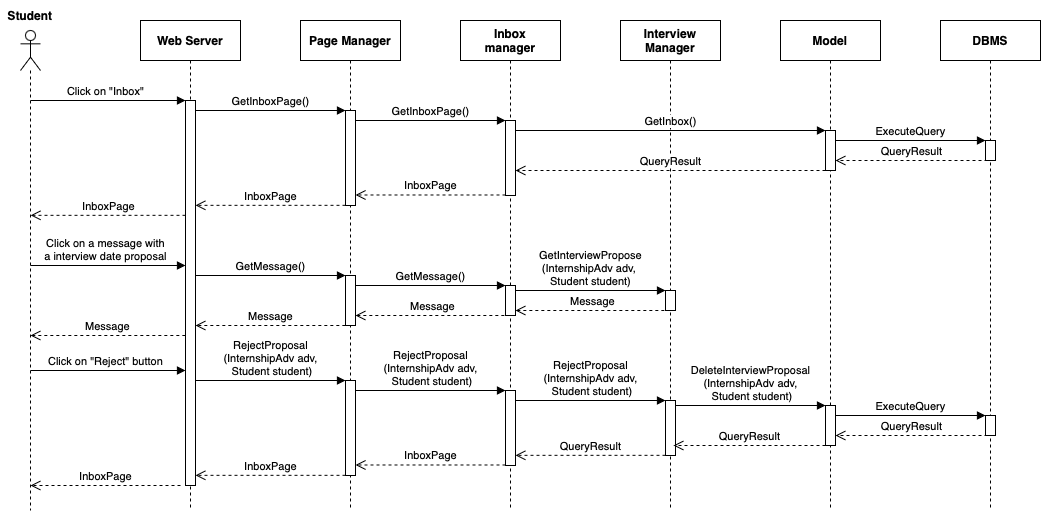 Student
Web Server
Page Manager
Inbox
manager
Interview
Manager
Model
DBMS
Click on "Inbox"
GetInboxPage()
GetInboxPage()
GetInbox()
ExecuteQuery
QueryResult
QueryResult
InboxPage
InboxPage
InboxPage
Click on a message with
a interview date proposal
GetMessage()
GetMessage()
GetInterviewPropose
(InternshipAdv adv,
Student student)
Message
Message
Message
Message
Click on "Reject" button
RejectProposal
(InternshipAdv adv,
Student student)
RejectProposal
(InternshipAdv adv,
Student student)
RejectProposal
(InternshipAdv adv,
Student student)
DeleteInterviewProposal
(InternshipAdv adv,
Student student)
ExecuteQuery
QueryResult
QueryResult
QueryResult
InboxPage
InboxPage
InboxPage